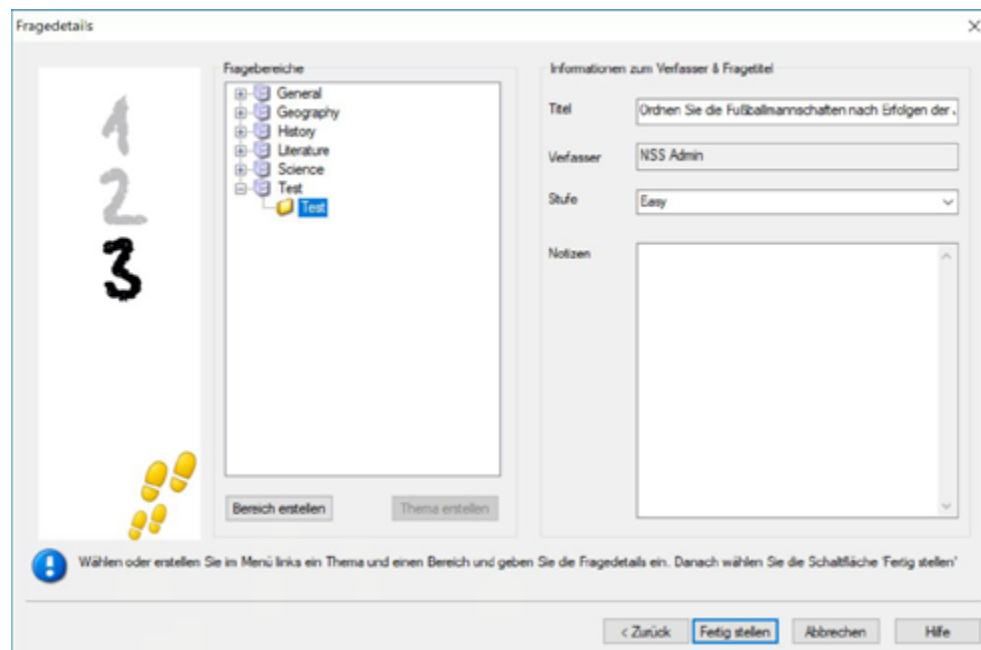 Fragedetails
1
2
3
Fragebereiche
General
Geography
History
Literature
Science
Test
Test
Bereich erstellen
Thema erstellen
Informationen zum Verfasser & Fragetitel
Titel
Ordnen Sie die Fußballmannschaften nach Erfolgen der
Verfasser
NSS Admin
Stufe
Easy
Notizen
Wählen oder erstellen Sie im Menü links ein Thema und einen Bereich und geben Sie die Fragedetails ein. Danach wählen Sie die Schaltfläche 'Fertig stellen'
< Zurück
Fertig stellen
Abbrechen
Hilfe